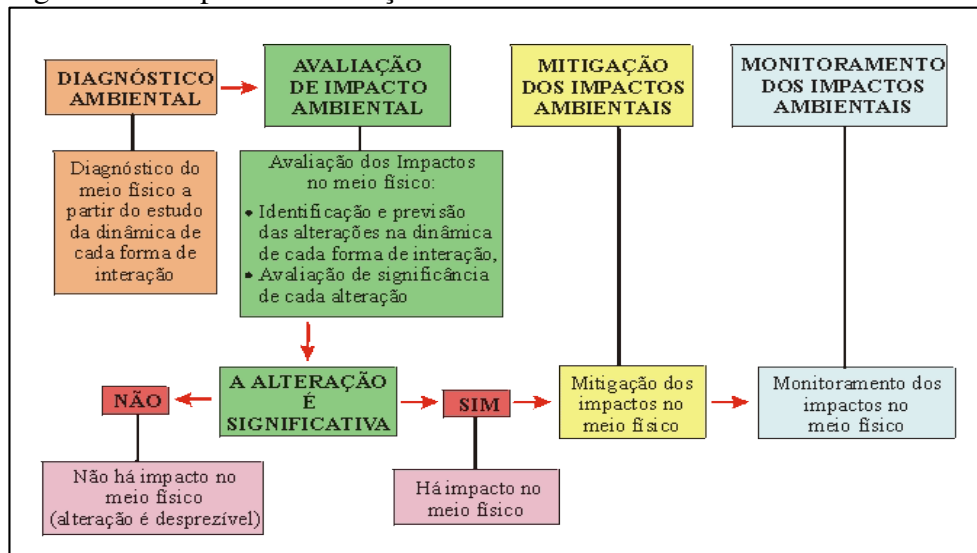 DIAGNÓSTICO
AMBIENTAL
AVALIAÇÃO
DE IMPACTO
AMBIENTAL
MITIGAÇÃO
DOS IMPACTOS
AMBIENTAIS
MONITORAMENTO
DOS IMPACTOS
AMBIENTAIS
Diagnóstico do
meio físico a
partir do estudo
da dinâmica de
cada forma de
interação
Avaliação dos Impactos
no meio físico:
• Identificação e previsão
das alterações na dinâmica
de cada forma de interação,
• Avaliação de significância
de cada alteração
NÃO
A ALTERAÇÃO
É
SIGNIFICATIVA
SIM
Mitigação dos
impactos no
meio físico
Monitoramento dos
impactos no
meio físico
Não há impacto no
meio físico
(alteração é desprezível)
Há impacto no
meio físico